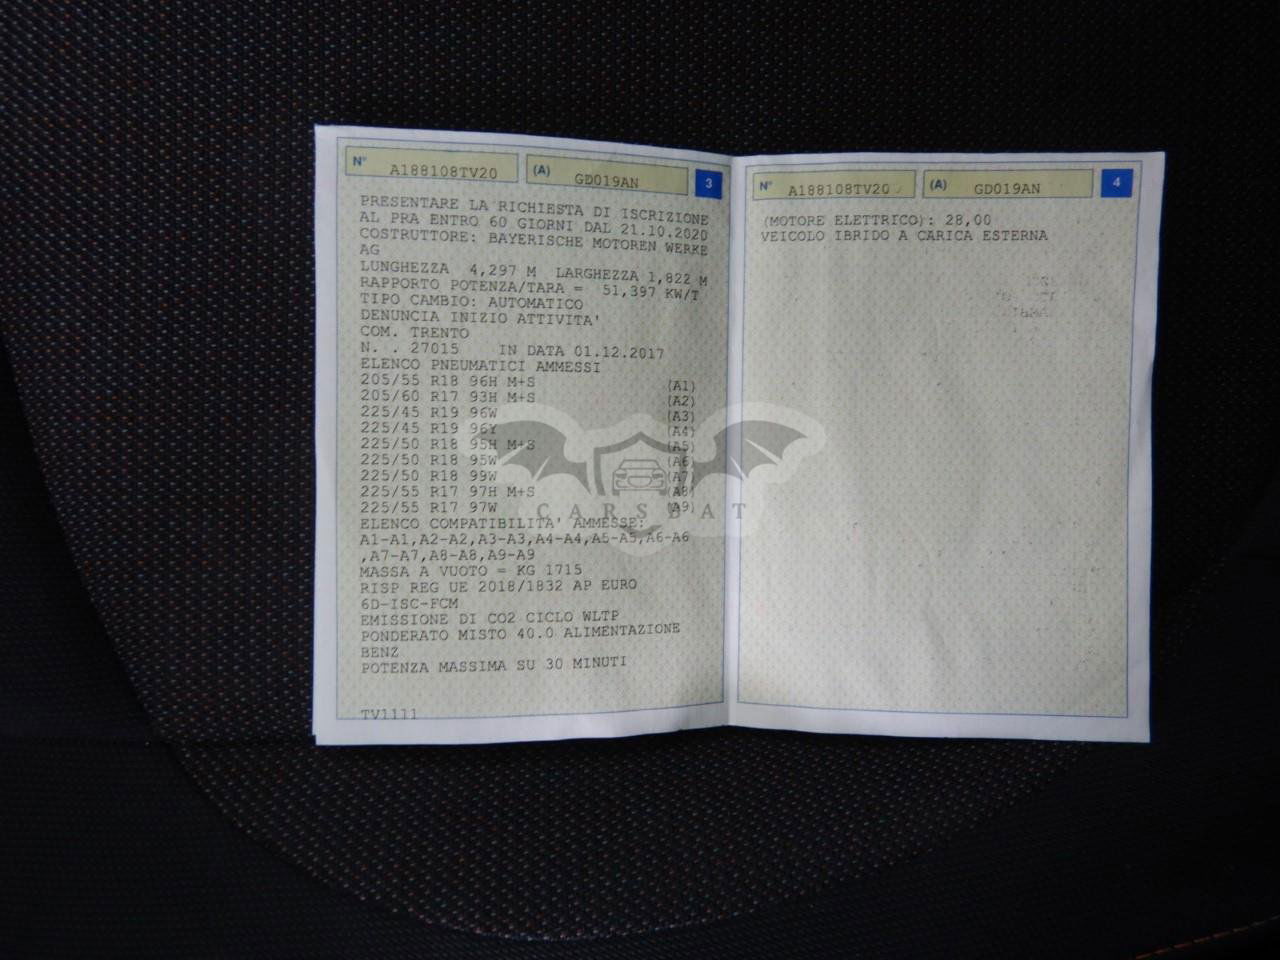 N° A188108TV20 (A) GD019AN 3
PRESENTARE LA RICHIESTA DI ISCRIZIONE
AL PRA ENTRO 60 GIORNI DAL 21.10.2020
COSTRUTTORE: BAYERISCHE MOTOREN WERKE
AG
LUNGHEZZA 4,297 M LARGHEZZA 1,822 M
RAPPORTO POTENZA/TARA = 51,397 KW/T
TIPO CAMBIO: AUTOMATICO
DENUNCIA INIZIO ATTIVITA'
COM. TRENTO
N. . 27015 IN DATA 01.12.2017
ELENCO PNEUMATICI AMMESSI
205/55 R18 96H M+S (A1)
205/60 R17 93H M+S (A2)
225/45 R19 96W (A3)
225/45 R19 96Y (A4)
225/50 R18 95H M+S (A5)
225/50 R18 95W (A6)
225/50 R18 99W (A7)
225/55 R17 97H M+S (A8)
225/55 R17 97W (A9)
ELENCO COMPATIBILITA' AMMESSE:
A1-A1,A2-A2,A3-A3,A4-A4,A5-A5,A6-A6
,A7-A7,A8-A8,A9-A9
MASSA A VUOTO = KG 1715
RISP REG UE 2018/1832 AP EURO
6D-ISC-FCM
EMISSIONE DI CO2 CICLO WLTP
PONDERATO MISTO 40.0 ALIMENTAZIONE
BENZ
POTENZA MASSIMA SU 30 MINUTI
TV1111
N° A188108TV20 (A) GD019AN 4
(MOTORE ELETTRICO): 28,00
VEICOLO IBRIDO A CARICA ESTERNA
CARSBAT